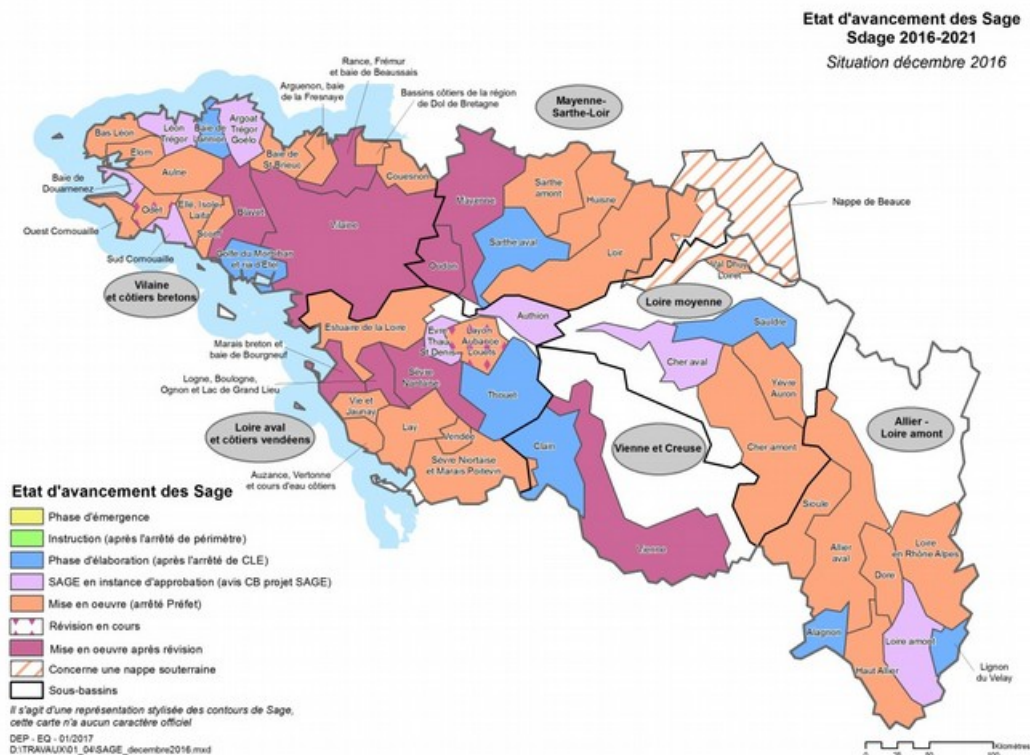 Etat d'avancement des Sage
Sdage 2016-2021
Situation décembre 2016
Rance, Frémur
et baie de Beaussais
Arguenon, baie
de la Fresnaye
Bassins côtiers de la région
de Dol de Bretagne
Mayenne-
Sarthe-Loir
Bas Léon
Léon
Trégor
Baie de
Lannion
Argoat
Trégor
Goëlo
Elorn
Aulne
Baie de
St Brieuc
Couesnon
Baie de
Douarnenez
Odet
Ellé, Isole
Laïta
Scorff
Blavet
Vilaine
Mayenne
Sarthe
amont
Huisne
Nappe de Beauce
Ouest Cornouaille
Sud Cornouaille
Golfe du Morbihan
et ria d'Etel
Oudon
Sarthe aval
Loir
Val Dhuy
Loiret
Vilaine
et côtiers bretons
Loire moyenne
Estuaire de la Loire
Evre
Thau
St Denis
Layon
Aubance
Louets
Authion
Sauldre
Marais breton et
baie de Bourgneuf
Cher aval
Logne, Boulogne,
Ognon et Lac de Grand Lieu
Sèvre
Nantaise
Thouet
Yèvre
Auron
Vie et
Jaunay
Lay
Vendée
Loire aval
et côtiers vendéens
Clain
Vienne et Creuse
Cher amont
Allier -
Loire amont
Sèvre Niortaise
et Marais Poitevin
Auzance, Vertonne
et cours d'eau côtiers
Sioule
Vienne
Allier
aval
Dore
Loire
en Rhône Alpes
Alagnon
Loire amont
Haut Allier
Lignon
du Velay
Etat d'avancement des Sage
Phase d'émergence
Instruction (après l'arrêté de périmètre)
Phase d'élaboration (après l'arrêté de CLE)
SAGE en instance d'approbation (avis CB projet SAGE)
Mise en oeuvre (arrêté Préfet)
Révision en cours
Mise en oeuvre après révision
Concerne une nappe souterraine
Sous-bassins
Il s'agit d'une représentation stylisée des contours de Sage,
cette carte n'a aucun caractère officiel
DEP - EQ - 01/2017
D:\TRAVAUX\01_04\SAGE_decembre2016.mxd
Kilomètres